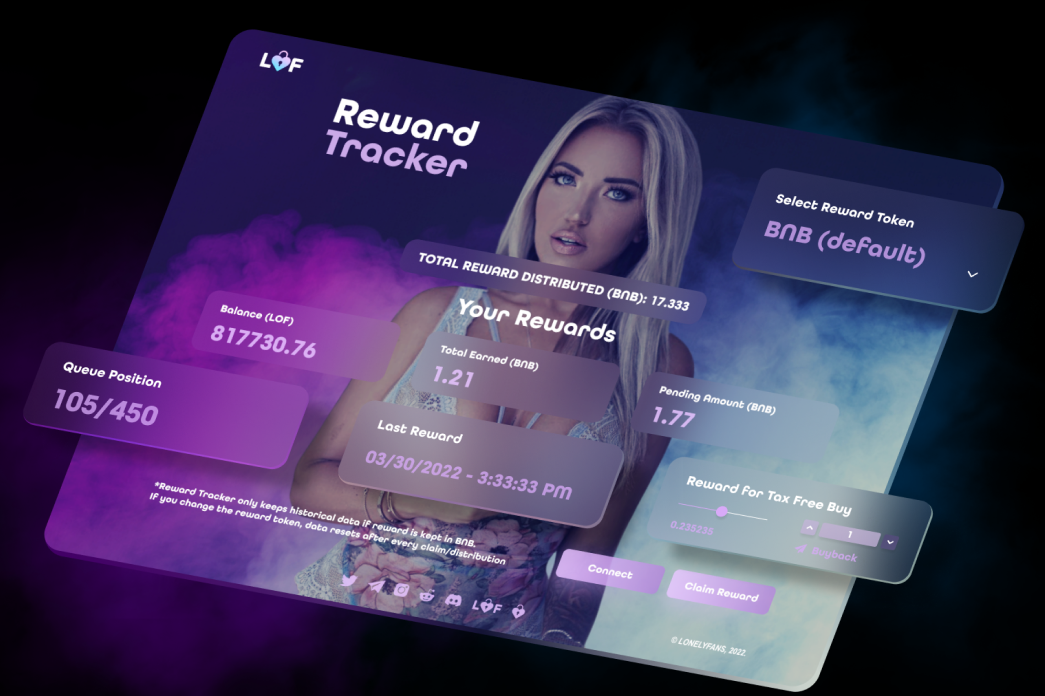 LOF
Reward
Tracker
Select Reward Token
BNB (default)
TOTAL REWARD DISTRIBUTED (BNB): 17.333
Your Rewards
Balance (LOF)
817730.76
Total Earned (BNB)
1.21
Queue Position
105/450
Pending Amount (BNB)
1.77
Last Reward
03/30/2022 - 3:33:33 PM
Reward for Tax Free Buy
0.235235
1
Buyback
*Reward Tracker only keeps historical data if reward is kept in BNB.
If you change the reward token, data resets after every claim/distribution
Connect
Claim Reward
LOF
© LONELYFANS, 2022.